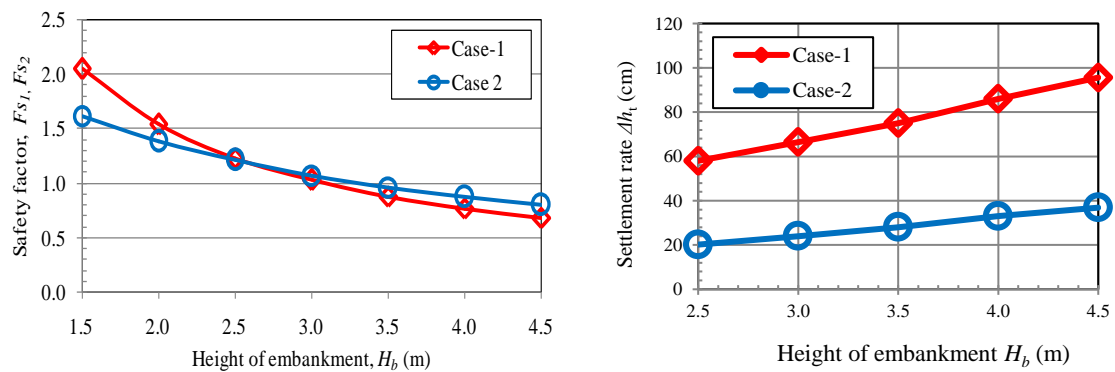 2.5
2.0
1.5
1.0
0.5
0.0
Safety factor, Fs1, Fs2
Case-1
Case 2
1.5 2.0 2.5 3.0 3.5 4.0 4.5
Height of embankment, Hb (m)
120
100
80
60
40
20
0
Settlement rate Δht (cm)
Case-1
Case-2
2.5 3.0 3.5 4.0 4.5
Height of embankment Hb (m)